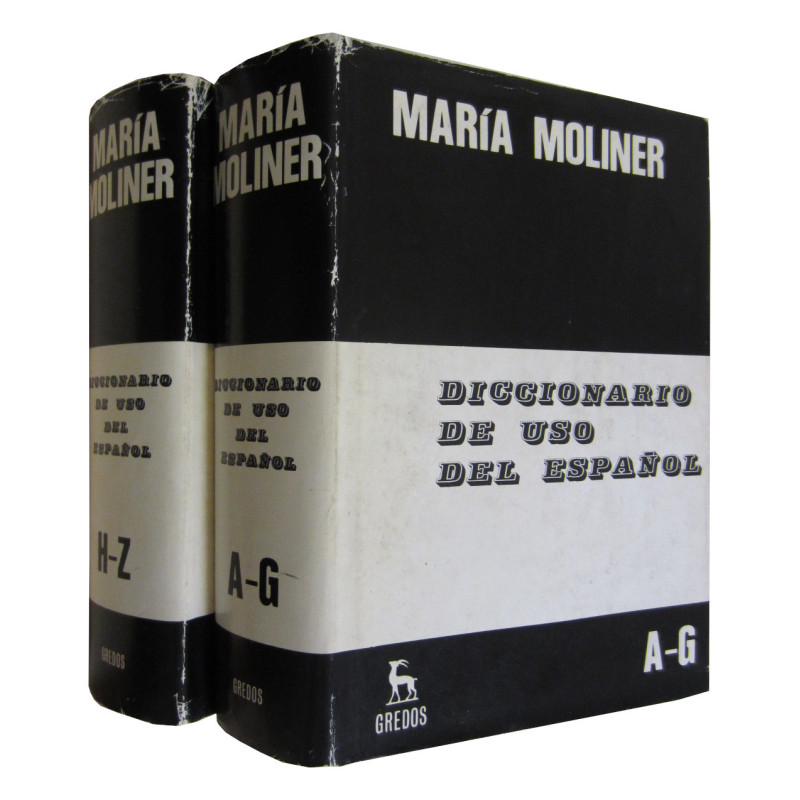 MARÍA
MOLINER
DICCIONARIO
DE USO
DEL
ESPAÑOL
H-Z
GREDOS
MARÍA
MOLINER
DICCIONARIO
DE USO
DEL
ESPAÑOL
A-G
GREDOS
MARÍA MOLINER
DICCIONARIO
DE USO
DEL ESPAÑOL
A-G
GREDOS